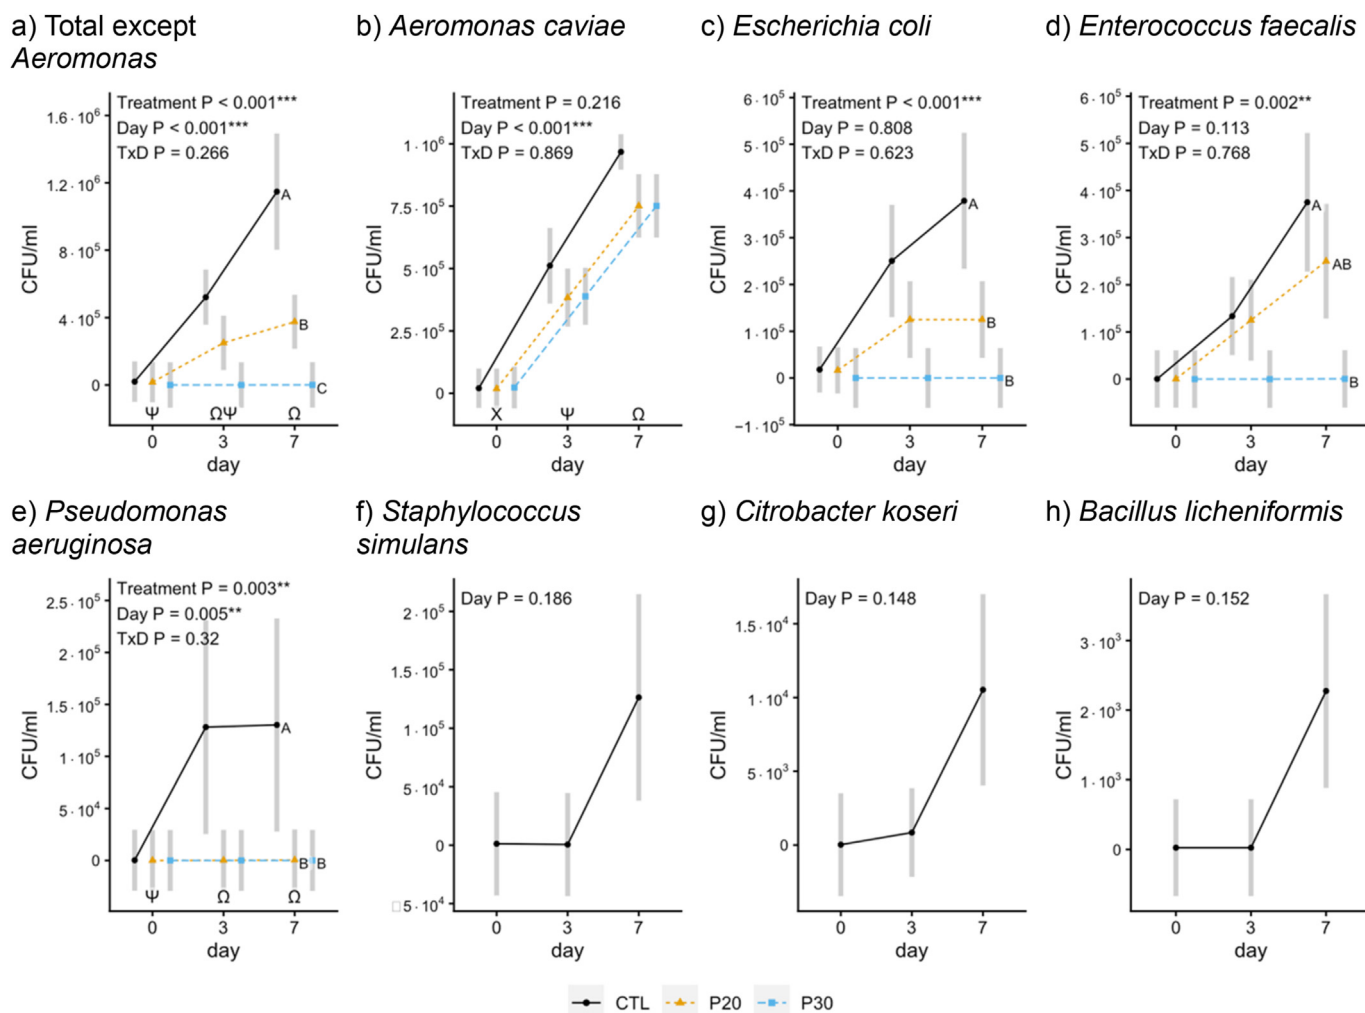 a) Total except
Aeromonas
Treatment P < 0.001***
Day P < 0.001***
TxD P = 0.266
CFU/ml
1.6 · 10⁶
1.2 · 10⁶
8 · 10⁵
4 · 10⁵
0
A
B
C
Ψ ΩΨ Ω
0 3 7
day
b) Aeromonas caviae
Treatment P = 0.216
Day P < 0.001***
TxD P = 0.869
CFU/ml
1 · 10⁶
7.5 · 10⁵
5 · 10⁵
2.5 · 10⁵
0
X Ψ Ω
0 3 7
day
c) Escherichia coli
Treatment P < 0.001***
Day P = 0.808
TxD P = 0.623
CFU/ml
6 · 10⁵
5 · 10⁵
4 · 10⁵
3 · 10⁵
2 · 10⁵
1 · 10⁵
0
−1 · 10⁵
A
B
B
0 3 7
day
d) Enterococcus faecalis
Treatment P = 0.002**
Day P = 0.113
TxD P = 0.768
CFU/ml
6 · 10⁵
5 · 10⁵
4 · 10⁵
3 · 10⁵
2 · 10⁵
1 · 10⁵
0
A
AB
B
0 3 7
day
e) Pseudomonas
aeruginosa
Treatment P = 0.003**
Day P = 0.005**
TxD P = 0.32
CFU/ml
2.5 · 10⁵
2 · 10⁵
1.5 · 10⁵
1 · 10⁵
5 · 10⁴
0
A
B B
Ψ Ω Ω
0 3 7
day
f) Staphylococcus
simulans
Day P = 0.186
CFU/ml
2 · 10⁵
1.5 · 10⁵
1 · 10⁵
5 · 10⁴
0
□5 · 10⁴
0 3 7
day
g) Citrobacter koseri
Day P = 0.148
CFU/ml
1.5 · 10⁴
1 · 10⁴
5 · 10³
0
0 3 7
day
h) Bacillus licheniformis
Day P = 0.152
CFU/ml
3 · 10³
2 · 10³
1 · 10³
0
0 3 7
day
CTL P20 P30